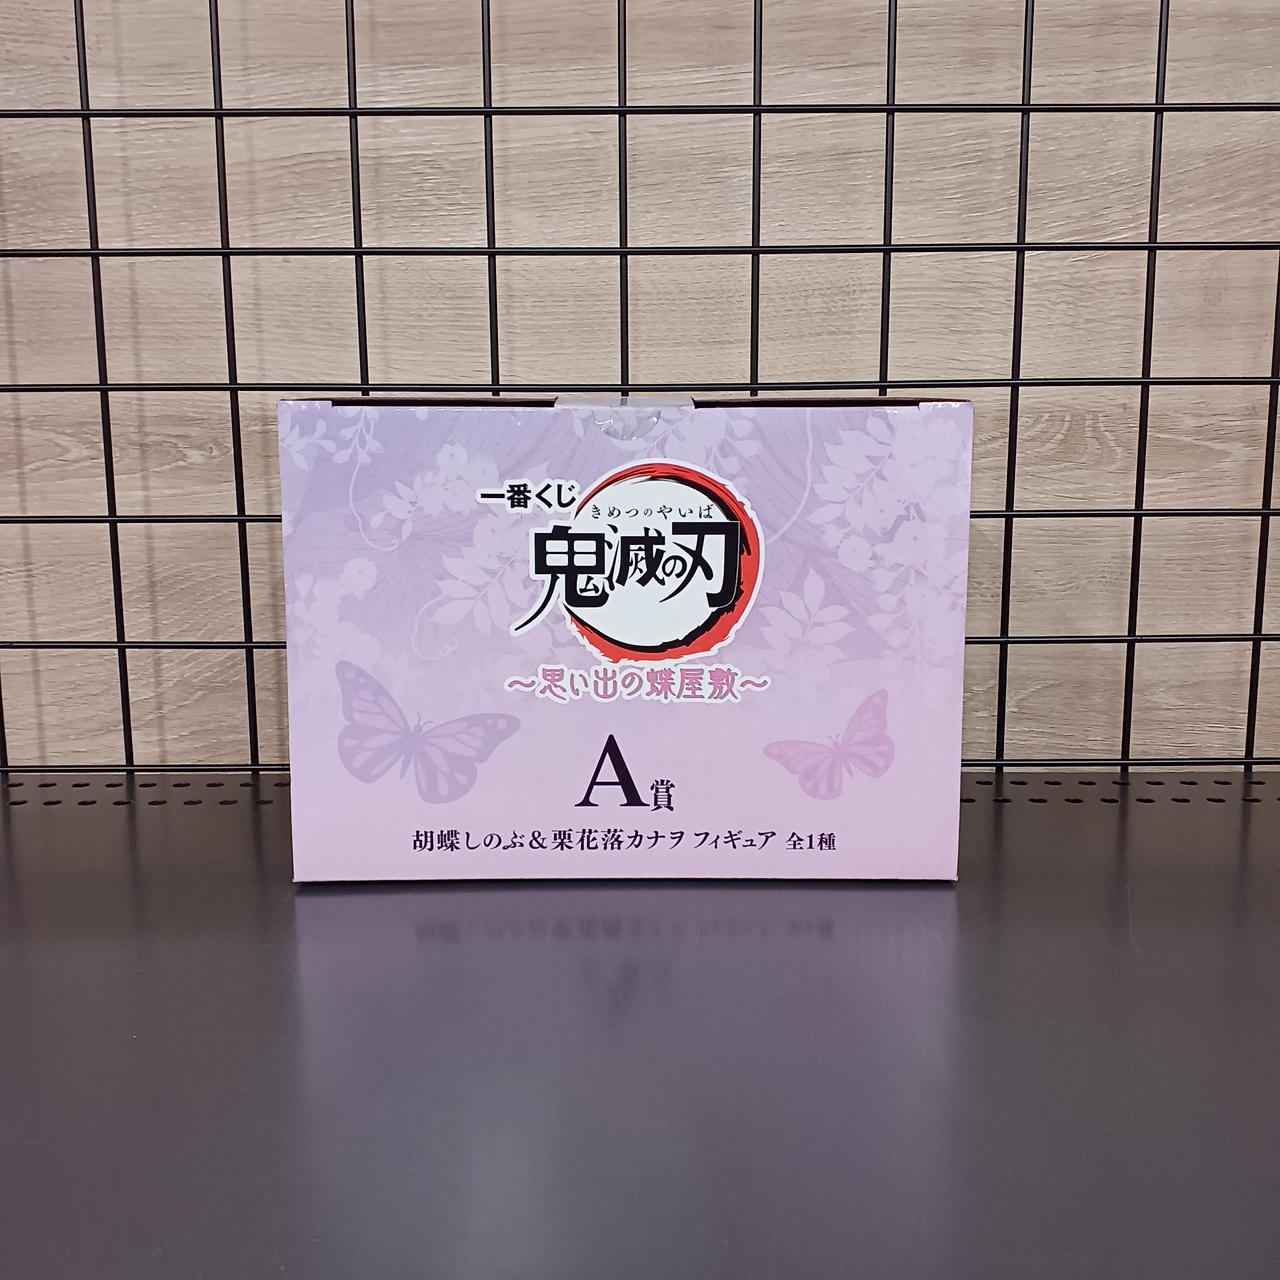 一番くじ
きめつのやいば
鬼滅の刃
~思い出の蝶屋敷~
A賞
胡蝶しのぶ&栗花落カナヲ フィギュア 全1種